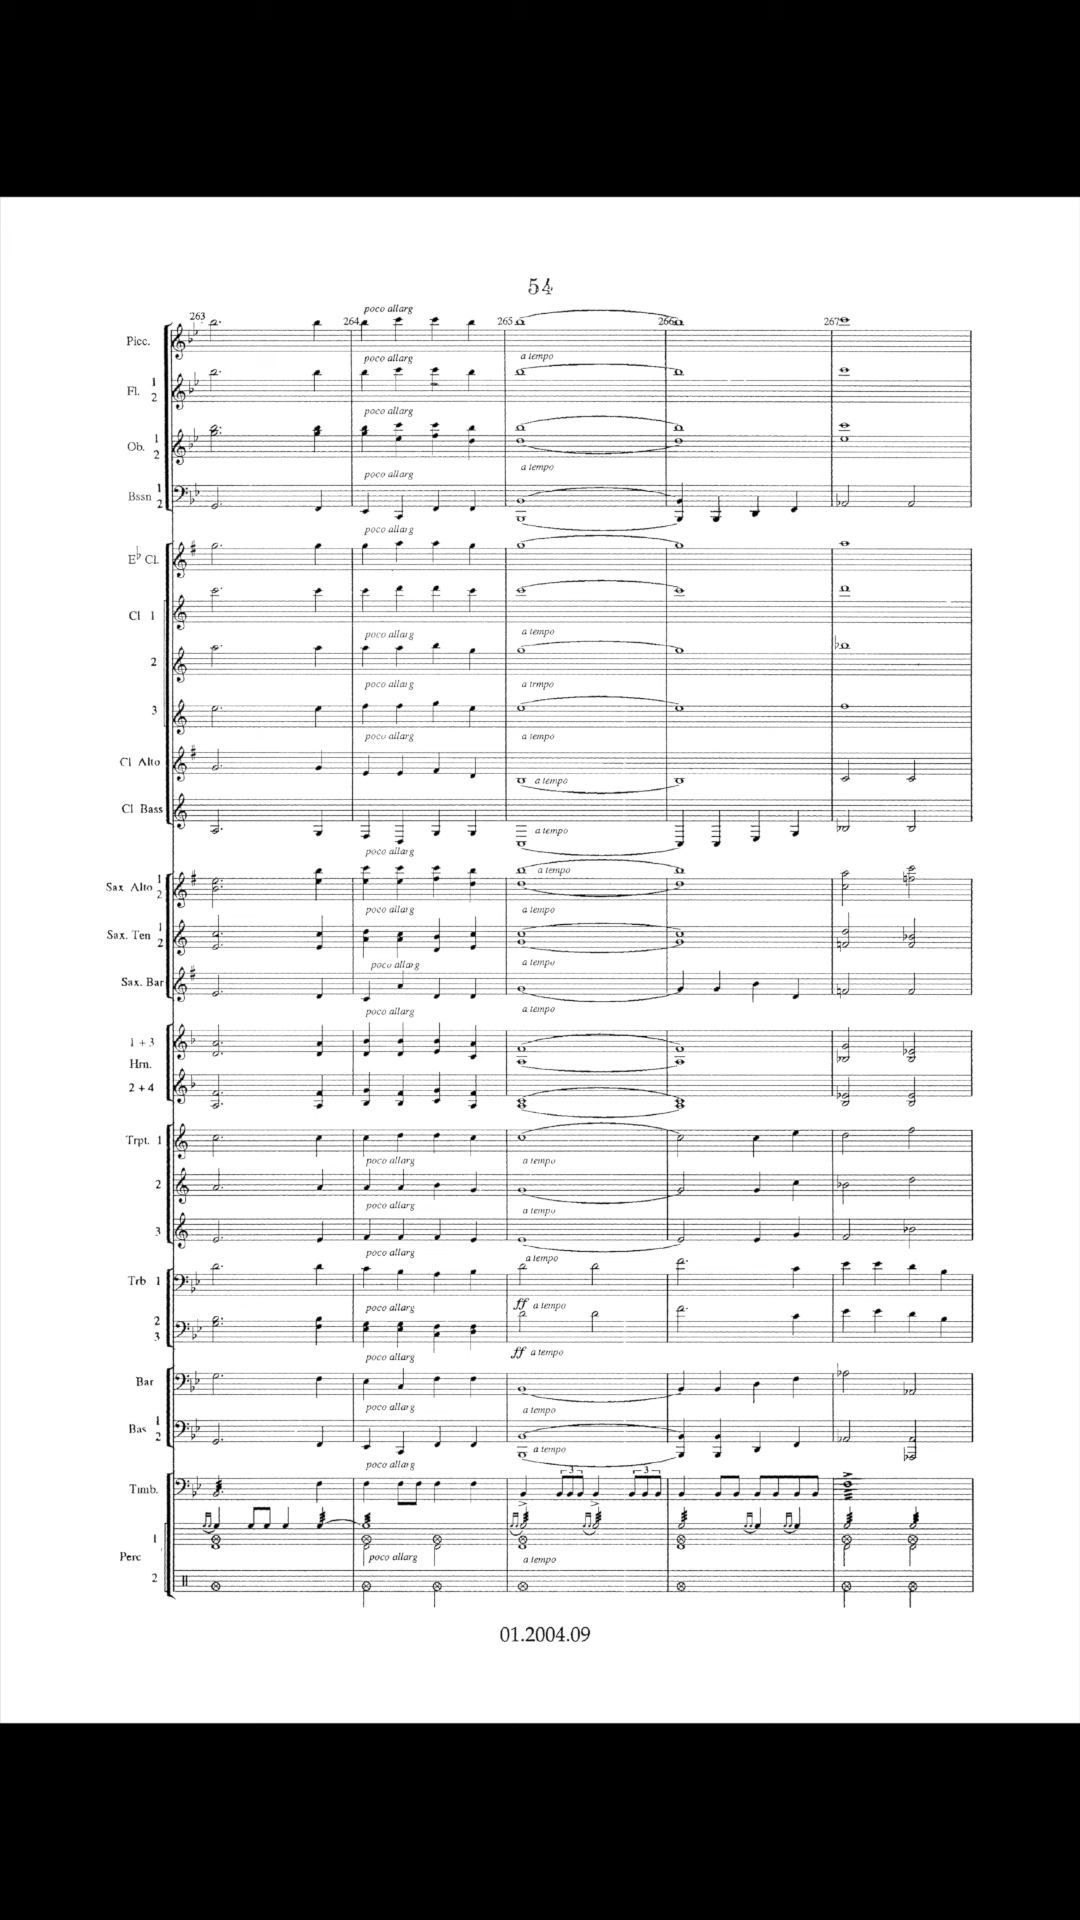 54
poco allarg
263 264 265 266 267
Picc.
poco allarg a tempo
Fl. 1
2
poco allarg
Ob. 1
2
a tempo
poco allarg
Bssn 1
2
poco allarg
E♭ Cl.
Cl 1
poco allarg a tempo
2
poco allarg a trmpo
3
poco allarg a tempo
Cl Alto
a tempo
Cl Bass
a tempo
poco allarg
a tempo
Sax Alto 1
2
poco allarg a tempo
Sax. Ten 1
2
poco allarg a tempo
Sax. Bar
poco allarg a tempo
1 + 3
Hrn.
2 + 4
Trpt. 1
poco allarg a tempo
2
poco allarg a tempo
3
poco allarg a tempo
Trb 1
poco allarg ff a tempo
2
3
poco allarg ff a tempo
Bar
poco allarg a tempo
Bas 1
2
a tempo
poco allarg
3 3
Timb.
1
Perc
poco allarg a tempo
2
01.2004.09